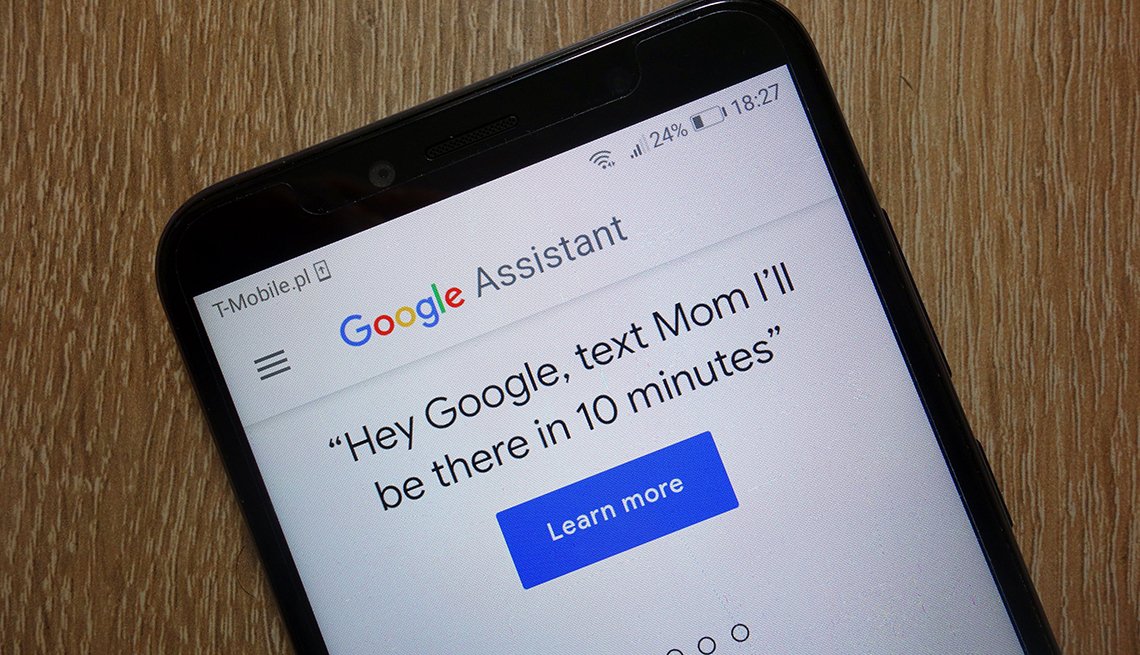 T-Mobile.pl
24% 18:27
Google Assistant
“Hey Google, text Mom I’ll
be there in 10 minutes”
Learn more